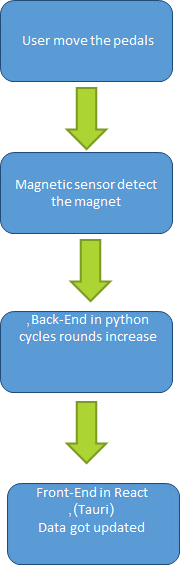 User move the pedals
Magnetic sensor detect
the magnet
,Back-End in python
cycles rounds increase
Front-End in React
,(Tauri)
Data got updated